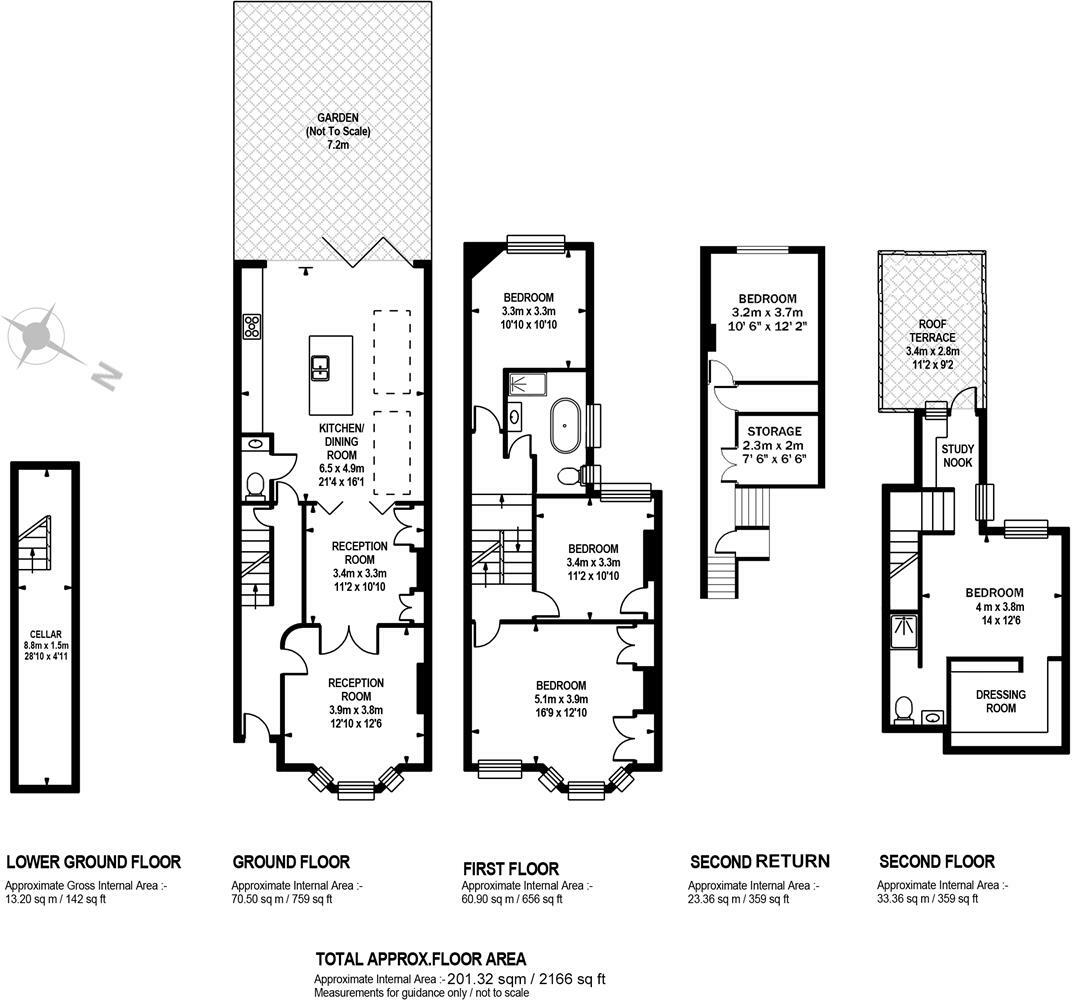 GARDEN
(Not To Scale)
7.2m
N
KITCHEN/
DINING
ROOM
6.5 x 4.9m
21'4 x 16'1
RECEPTION
ROOM
3.4m x 3.3m
11'2 x 10'10
RECEPTION
ROOM
3.9m x 3.8m
12'10 x 12'6
CELLAR
8.8m x 1.5m
28'10 x 4'11
BEDROOM
3.3m x 3.3m
10'10 x 10'10
BEDROOM
3.4m x 3.3m
11'2 x 10'10
BEDROOM
5.1m x 3.9m
16'9 x 12'10
BEDROOM
3.2m x 3.7m
10' 6" x 12' 2"
STORAGE
2.3m x 2m
7' 6" x 6' 6"
ROOF
TERRACE
3.4m x 2.8m
11'2 x 9'2
STUDY
NOOK
BEDROOM
4 m x 3.8m
14 x 12'6
DRESSING
ROOM
LOWER GROUND FLOOR
Approximate Gross Internal Area :-
13.20 sq m / 142 sq ft
GROUND FLOOR
Approximate Internal Area :-
70.50 sq m / 759 sq ft
FIRST FLOOR
Approximate Internal Area :-
60.90 sq m / 656 sq ft
SECOND RETURN
Approximate Internal Area :-
23.36 sq m / 359 sq ft
SECOND FLOOR
Approximate Internal Area :-
33.36 sq m / 359 sq ft
TOTAL APPROX.FLOOR AREA
Approximate Internal Area :- 201.32 sqm / 2166 sq ft
Measurements for guidance only / not to scale